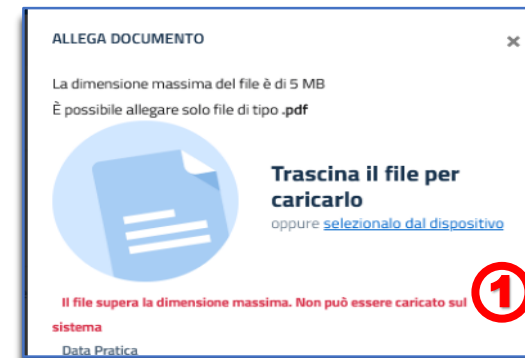 ALLEGA DOCUMENTO ×
La dimensione massima del file è di 5 MB
È possibile allegare solo file di tipo .pdf
Trascina il file per
caricarlo
oppure selezionalo dal dispositivo
Il file supera la dimensione massima. Non può essere caricato sul
sistema
1
Data Pratica